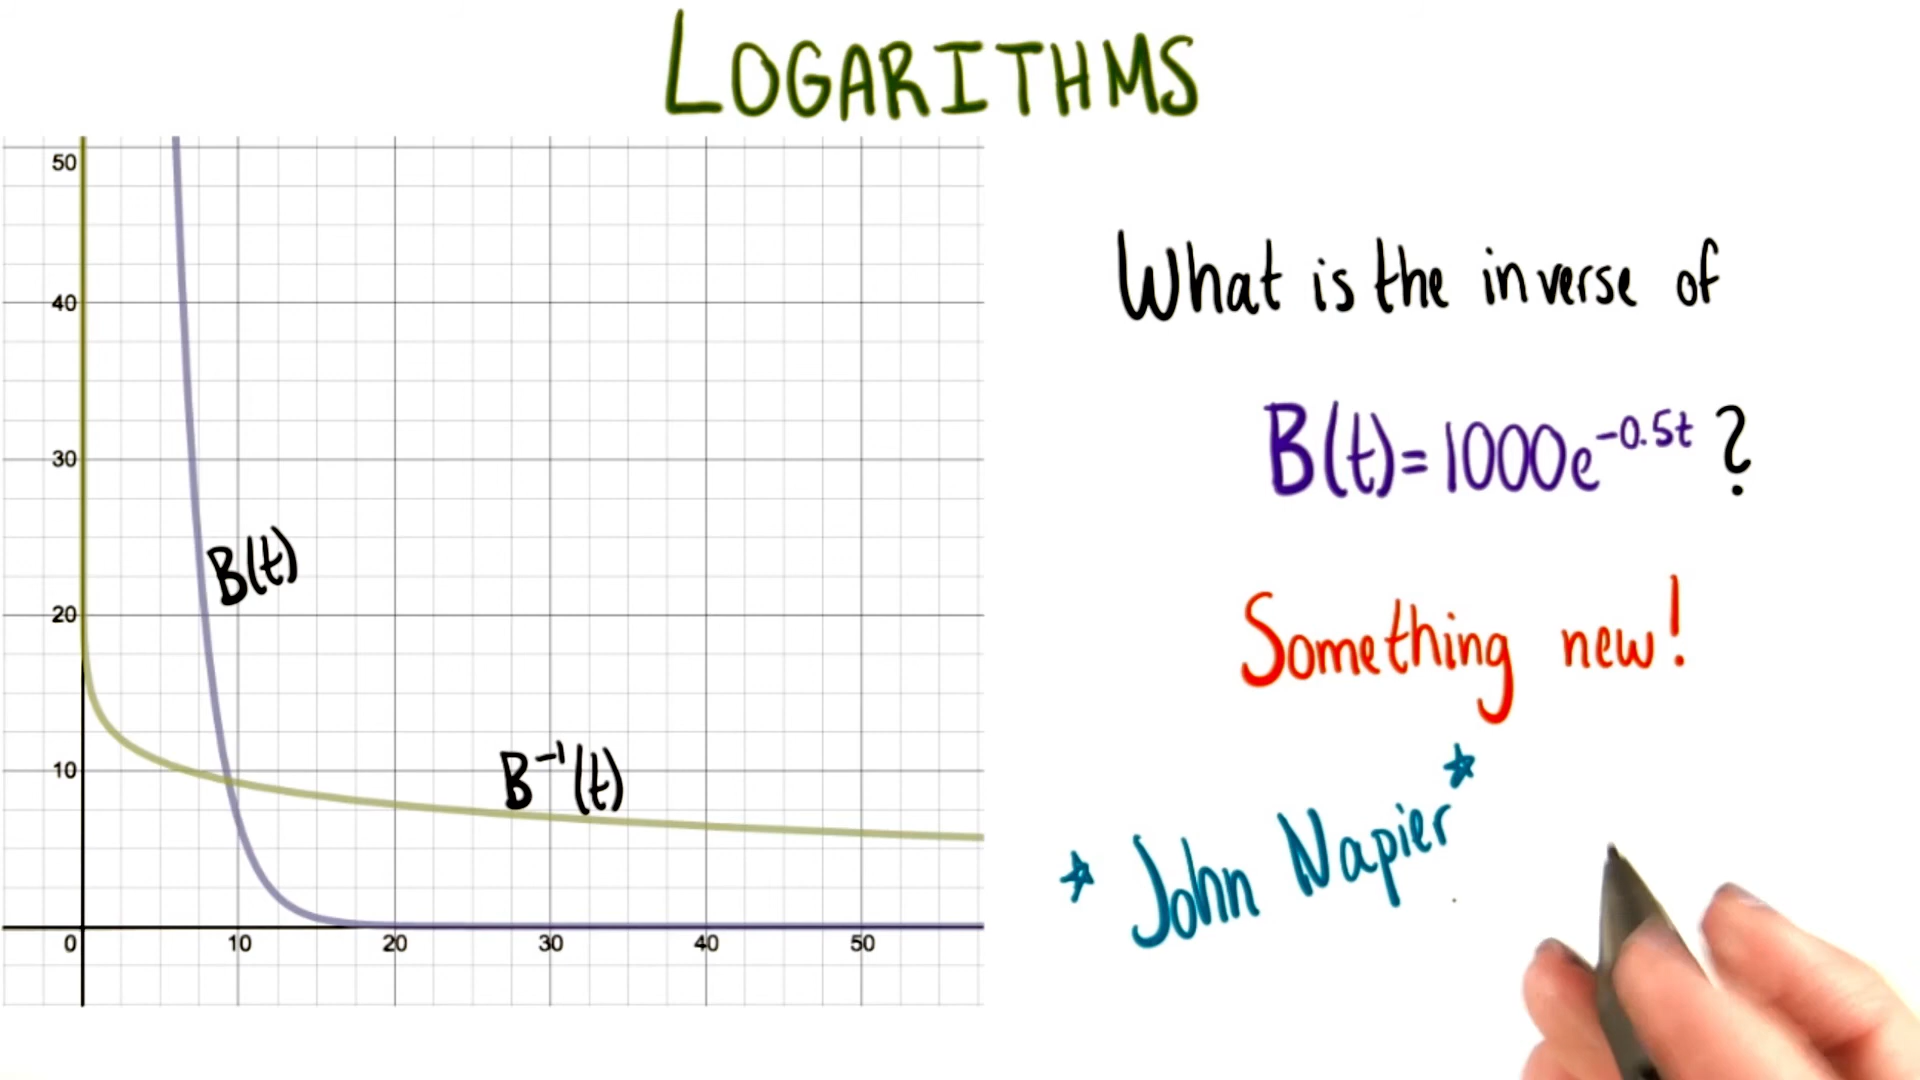 LOGARITHMS
50
40
30
20
10
0 10 20 30 40 50
B(t)
B⁻¹(t)
What is the inverse of
B(t)=1000e⁻⁰·⁵ᵗ ?
Something new!
* John Napier *